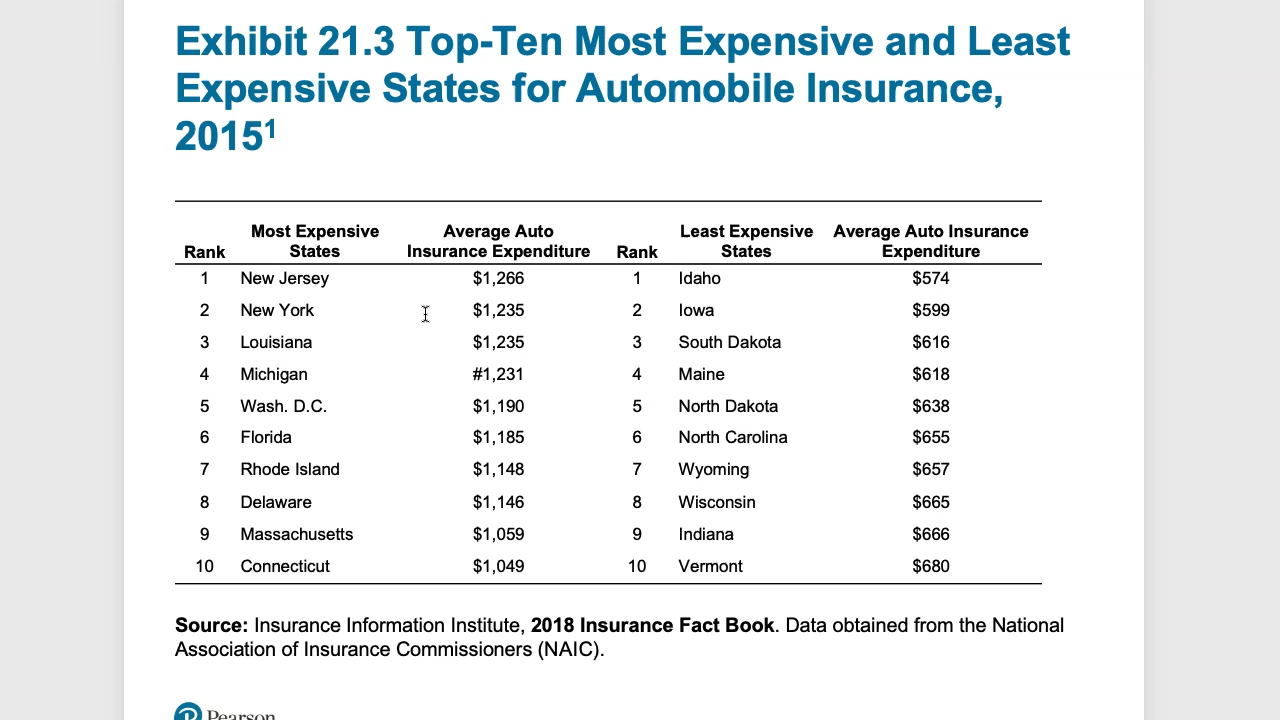 Exhibit 21.3 Top-Ten Most Expensive and Least
Expensive States for Automobile Insurance,
2015¹
Rank Most Expensive States Average Auto Insurance Expenditure Rank Least Expensive States Average Auto Insurance Expenditure
1 New Jersey $1,266 1 Idaho $574
2 New York $1,235 2 Iowa $599
3 Louisiana $1,235 3 South Dakota $616
4 Michigan #1,231 4 Maine $618
5 Wash. D.C. $1,190 5 North Dakota $638
6 Florida $1,185 6 North Carolina $655
7 Rhode Island $1,148 7 Wyoming $657
8 Delaware $1,146 8 Wisconsin $665
9 Massachusetts $1,059 9 Indiana $666
10 Connecticut $1,049 10 Vermont $680
Source: Insurance Information Institute, 2018 Insurance Fact Book. Data obtained from the National
Association of Insurance Commissioners (NAIC).
Pearson